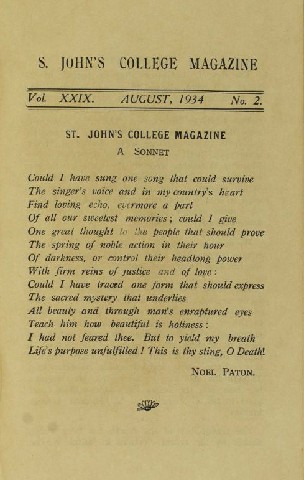 S. JOHN'S COLLEGE MAGAZINE
Vol. XXIX. AUGUST, 1934 No. 2.
ST. JOHN'S COLLEGE MAGAZINE
A SONNET
Could I have sung one song that could survive
The singer's voice and in my country's heart
Find loving echo, evermore a part
Of all our sweetest memories; could I give
One great thought to the people that should prove
The spring of noble action in their hour
Of darkness, or control their headlong power
With firm reins of justice and of love:
Could I have traced one form that should express
The sacred mystery that underlies
All beauty and through man's enraptured eyes
Teach him how beautiful is holiness:
I had not feared thee. But to yield my breath
Life's purpose unfulfilled! This is thy sting, O Death!
NOEL PATON.